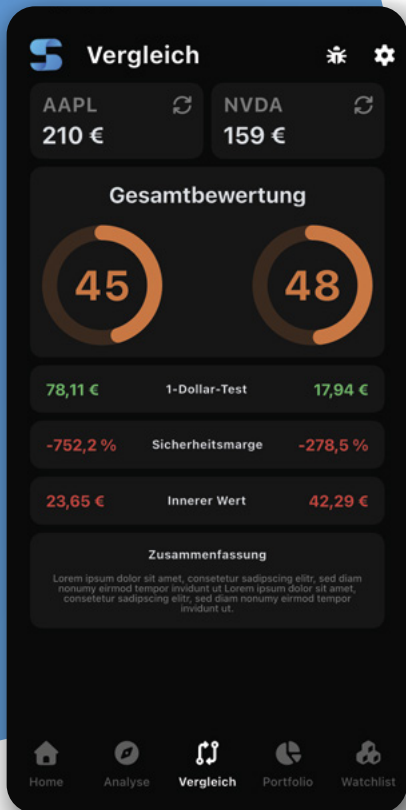 Vergleich
AAPL
210 €
NVDA
159 €
Gesamtbewertung
45
48
78,11 € 1-Dollar-Test 17,94 €
-752,2 % Sicherheitsmarge -278,5 %
23,65 € Innerer Wert 42,29 €
Zusammenfassung
Lorem ipsum dolor sit amet, consetetur sadipscing elitr, sed diam
nonumy eirmod tempor invidunt ut Lorem ipsum dolor sit amet,
consetetur sadipscing elitr, sed diam nonumy eirmod tempor
invidunt ut.
Home Analyse Vergleich Portfolio Watchlist